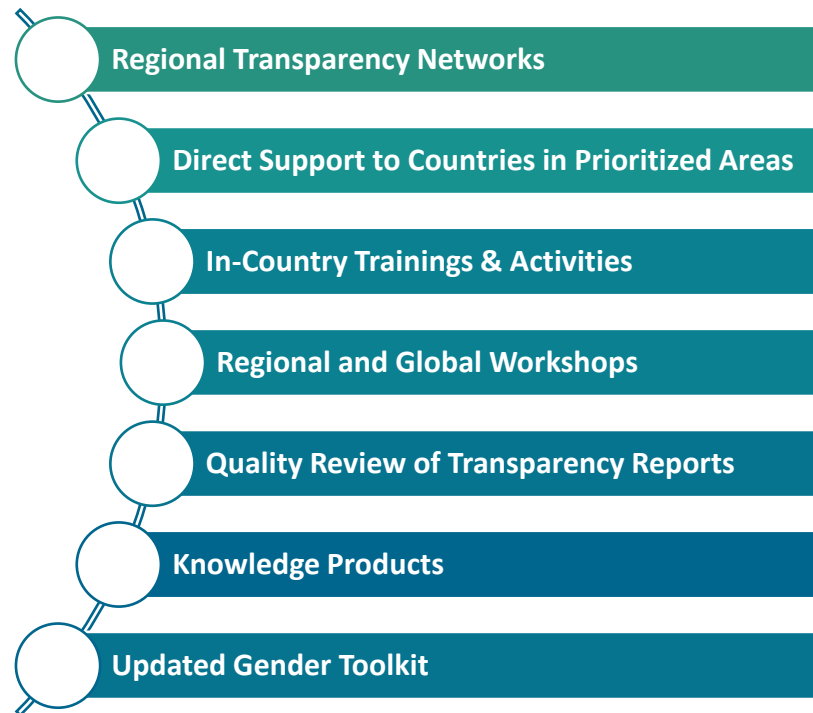 Regional Transparency Networks
Direct Support to Countries in Prioritized Areas
In-Country Trainings & Activities
Regional and Global Workshops
Quality Review of Transparency Reports
Knowledge Products
Updated Gender Toolkit